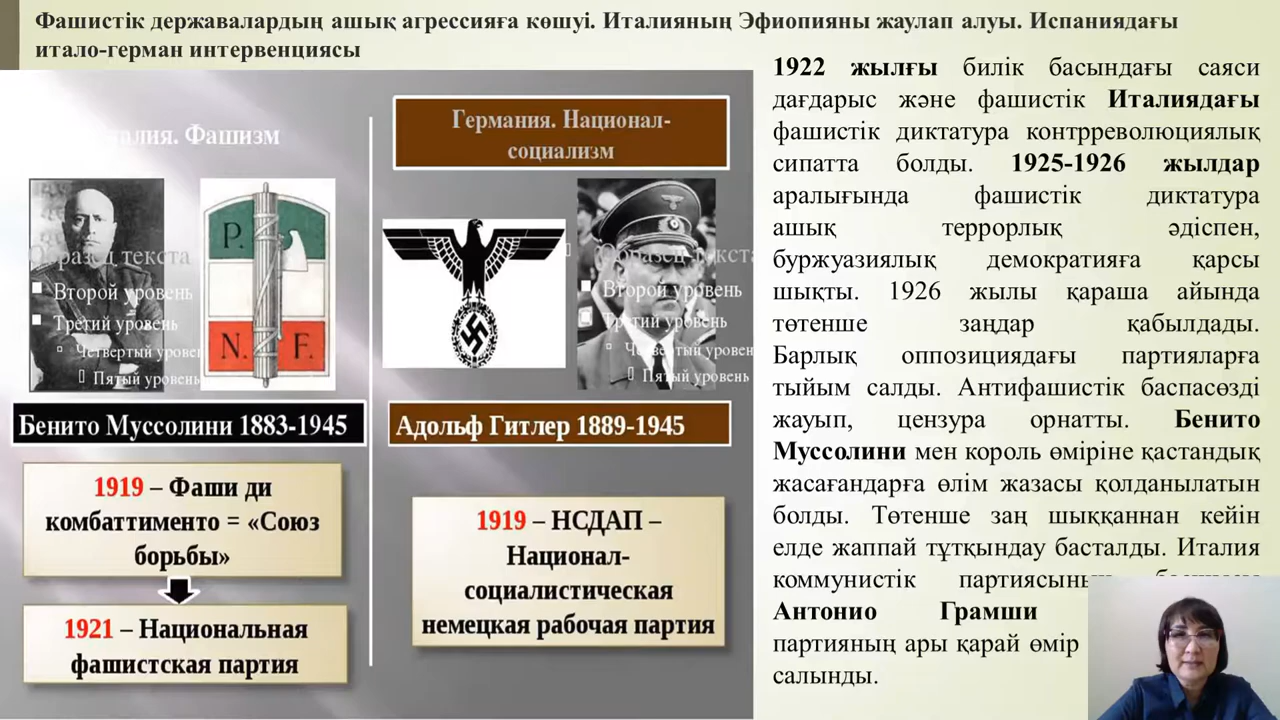 Фашистік державалардың ашық агрессияға көшуі. Италияның Эфиопияны жаулап алуы. Испаниядағы
итало-герман интервенциясы
Фашизм
Германия. Национал-
социализм
P.
N. F.
Образец текста
Второй уровень
Третий уровень
Четвертый уровень
Пятый уровень
Образец текста
Второй уровень
Третий уровень
Четвертый уровень
Пятый уровень
Бенито Муссолини 1883-1945
Адольф Гитлер 1889-1945
1919 – Фаши ди
комбаттименто = «Союз
борьбы»
1921 – Национальная
фашистская партия
1919 – НСДАП –
Национал-
социалистическая
немецкая рабочая партия
1922 жылғы билік басындағы саяси
дағдарыс және фашистік Италиядағы
фашистік диктатура контрреволюциялық
сипатта болды. 1925-1926 жылдар
аралығында фашистік диктатура
ашық террорлық әдіспен,
буржуазиялық демократияға қарсы
шықты. 1926 жылы қараша айында
төтенше заңдар қабылдады.
Барлық оппозициядағы партияларға
тыйым салды. Антифашистік баспасөзді
жауып, цензура орнатты. Бенито
Муссолини мен король өміріне қастандық
жасағандарға өлім жазасы қолданылатын
болды. Төтенше заң шыққаннан кейін
елде жаппай тұтқындау басталды. Италия
коммунистік партиясының
Антонио Грамши
партияның ары қарай өмір
салынды.